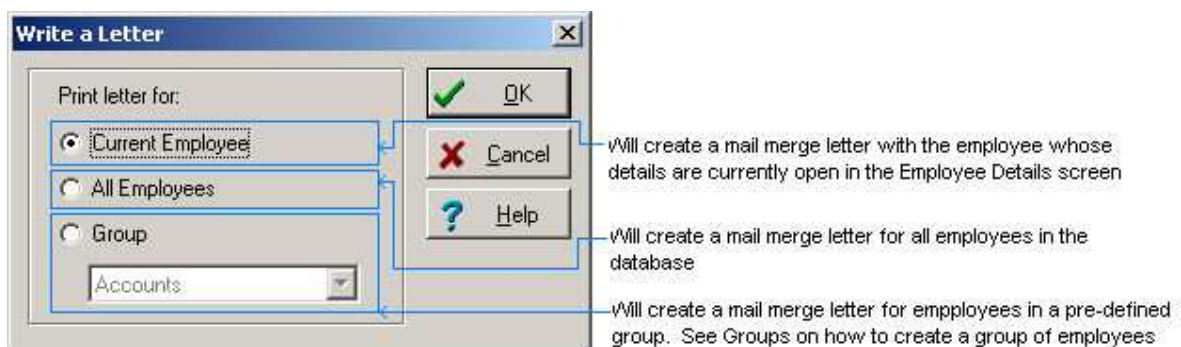 Write a Letter
Print letter for:
Current Employee
All Employees
Group
Accounts
OK
Cancel
Help
Will create a mail merge letter with the employee whose
details are currently open in the Employee Details screen
Will create a mail merge letter for all employees in the
database
Will create a mail merge letter for empployees in a pre-defined
group. See Groups on how to create a group of employees